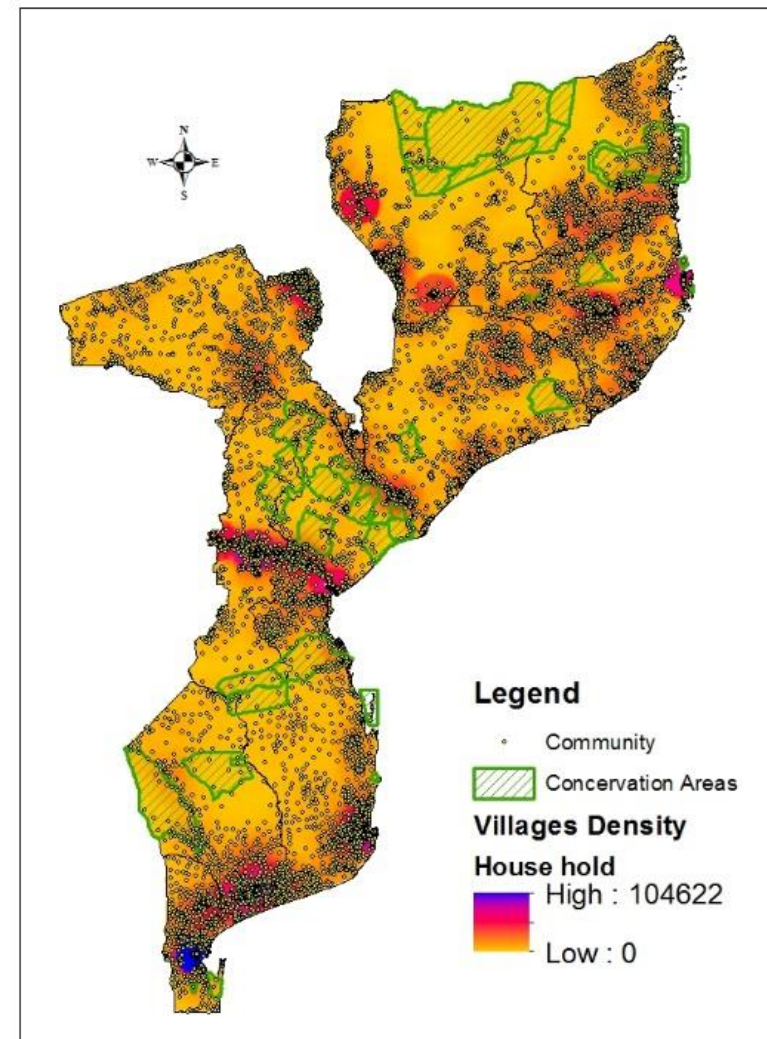 N
W E
S
Legend
Community
Concervation Areas
Villages Density
House hold
High : 104622
Low : 0